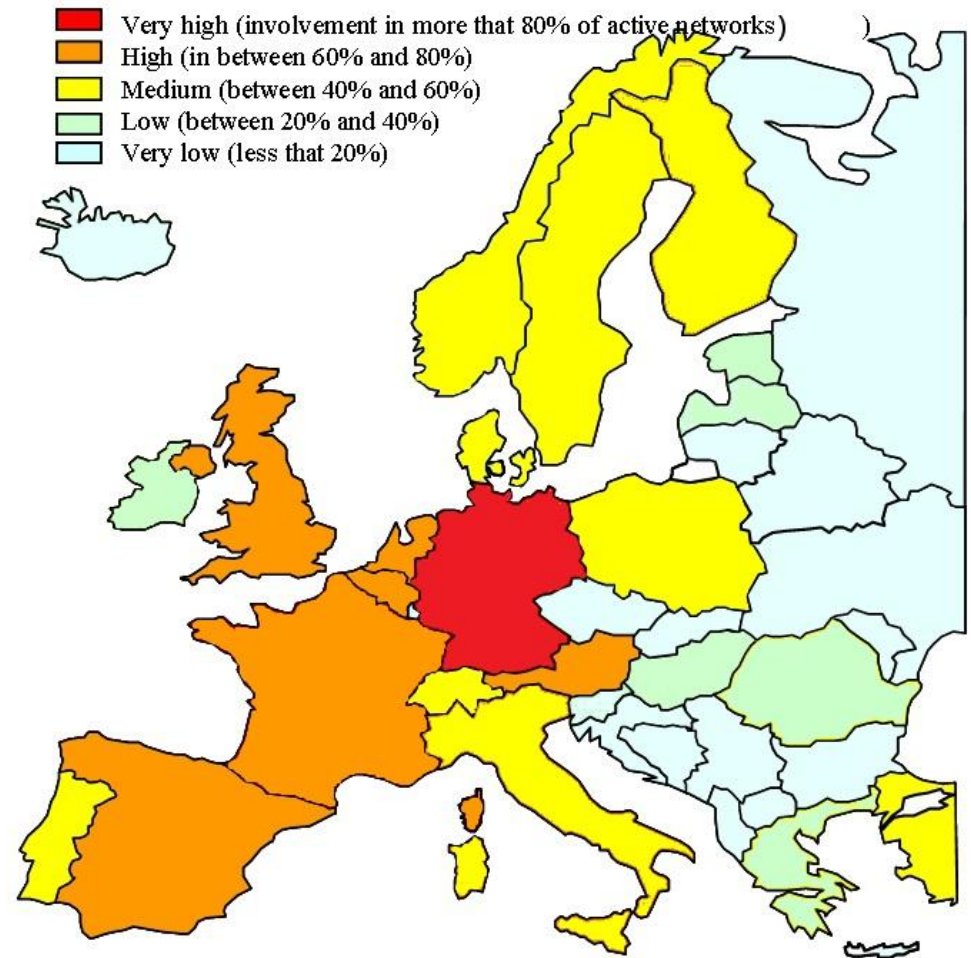 Very high (involvement in more that 80% of active networks) )
High (in between 60% and 80%)
Medium (between 40% and 60%)
Low (between 20% and 40%)
Very low (less that 20%)